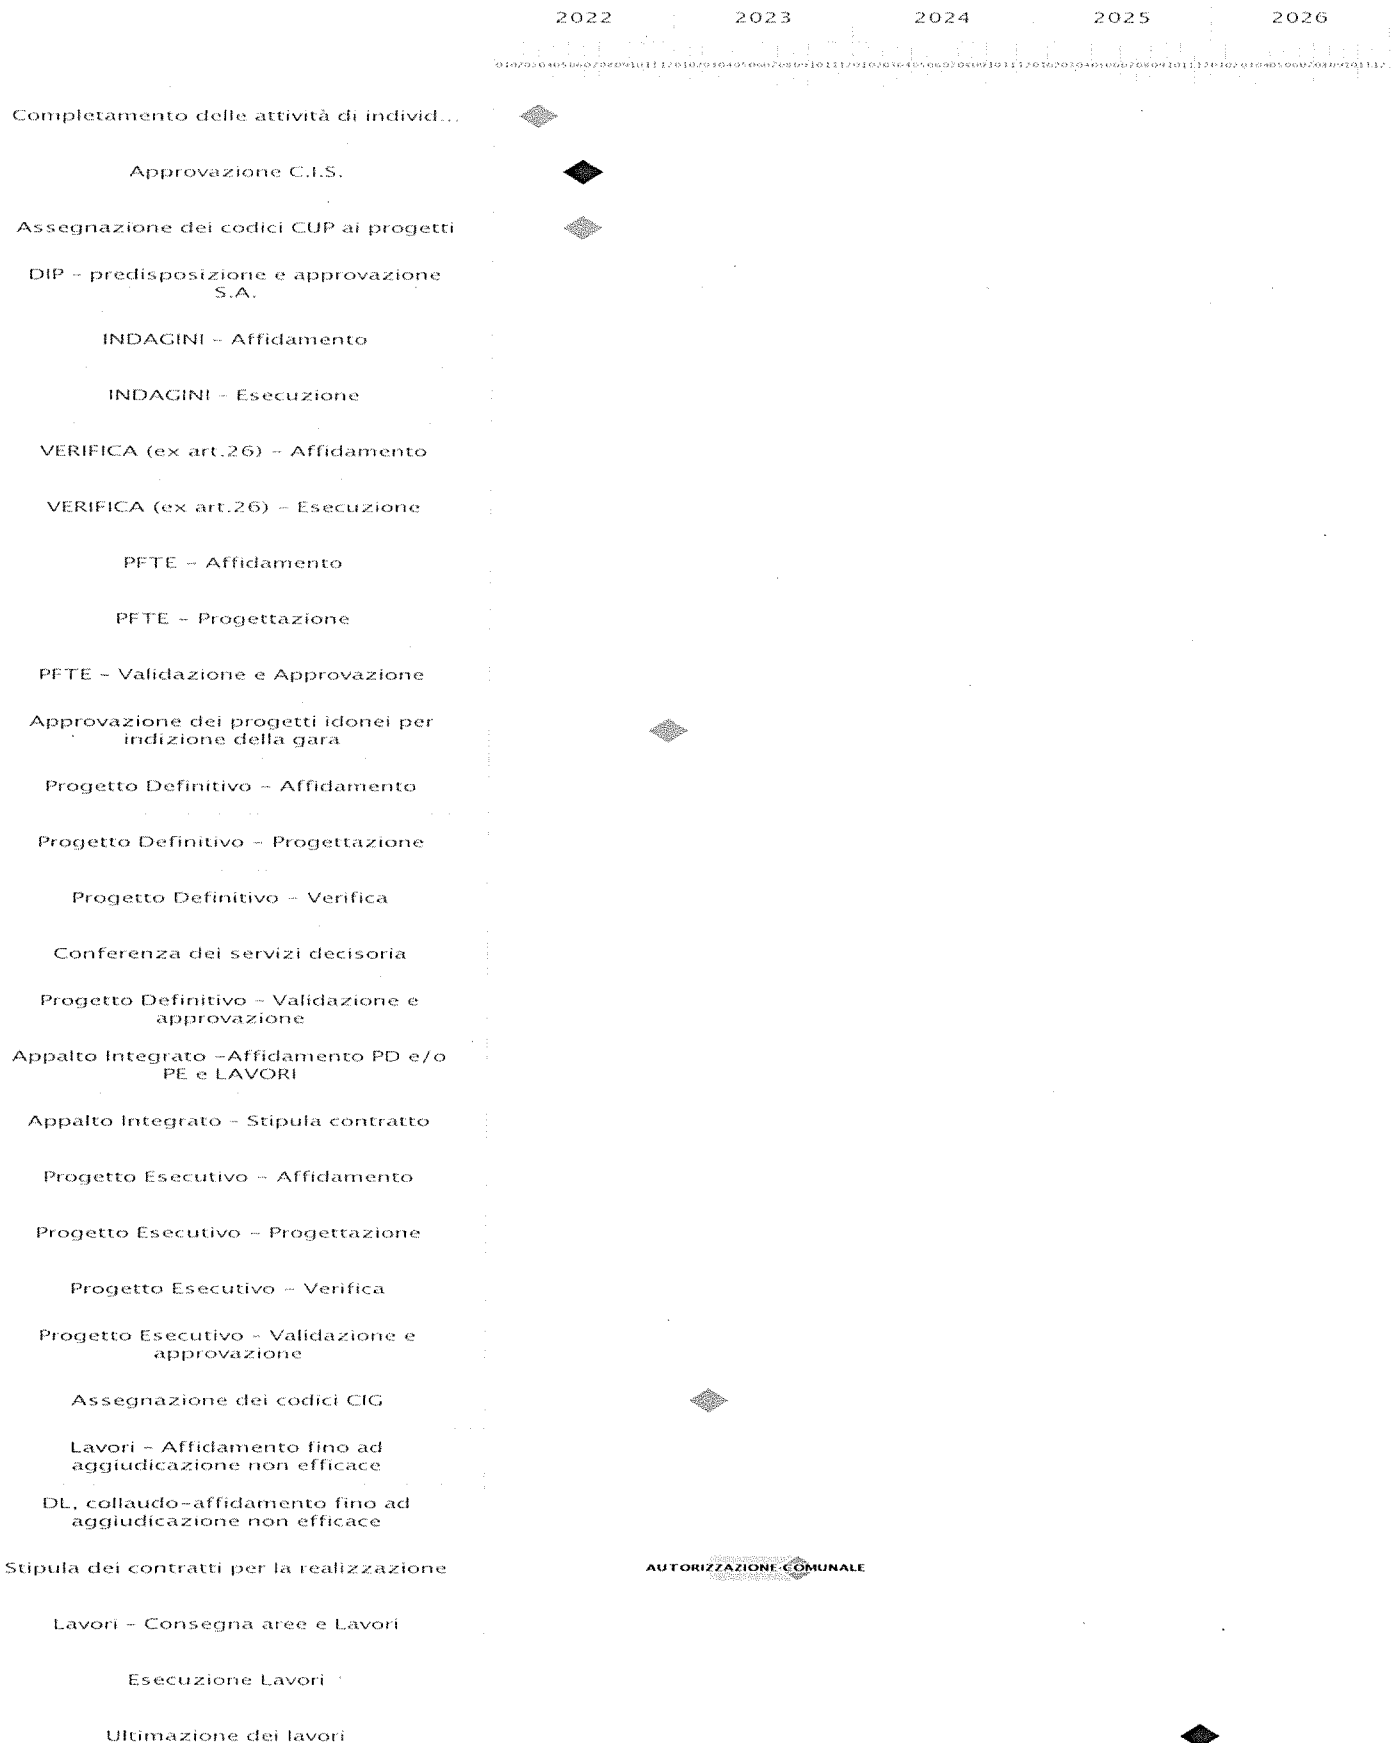 2022 2023 2024 2025 2026
Completamento delle attività di individ...
Approvazione C.I.S.
Assegnazione dei codici CUP ai progetti
DIP - predisposizione e approvazione
S.A.
INDAGINI - Affidamento
INDAGINI - Esecuzione
VERIFICA (ex art.26) - Affidamento
VERIFICA (ex art.26) - Esecuzione
PFTE - Affidamento
PFTE - Progettazione
PFTE - Validazione e Approvazione
Approvazione dei progetti idonei per
indizione della gara
Progetto Definitivo - Affidamento
Progetto Definitivo - Progettazione
Progetto Definitivo - Verifica
Conferenza dei servizi decisoria
Progetto Definitivo - Validazione e
approvazione
Appalto Integrato -Affidamento PD e/o
PE e LAVORI
Appalto Integrato - Stipula contratto
Progetto Esecutivo - Affidamento
Progetto Esecutivo - Progettazione
Progetto Esecutivo - Verifica
Progetto Esecutivo - Validazione e
approvazione
Assegnazione dei codici CIG
Lavori - Affidamento fino ad
aggiudicazione non efficace
DL, collaudo-affidamento fino ad
aggiudicazione non efficace
Stipula dei contratti per la realizzazione
AUTORIZZAZIONE COMUNALE
Lavori - Consegna aree e Lavori
Esecuzione Lavori
Ultimazione dei lavori